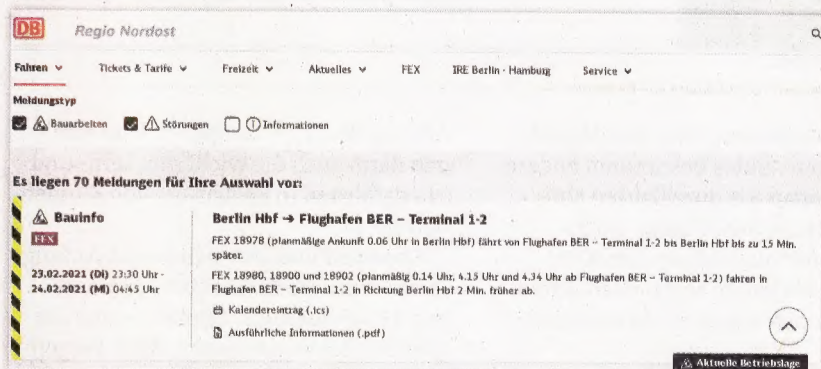 DB Regio Nordost
Fahren Tickets & Tarife Freizeit Aktuelles FEX IRE Berlin - Hamburg Service
Meldungstyp
Bauarbeiten Störungen Informationen
Es liegen 70 Meldungen für Ihre Auswahl vor:
Bauinfo
FEX
23.02.2021 (Di) 23:30 Uhr -
24.02.2021 (Mi) 04:45 Uhr
Berlin Hbf → Flughafen BER – Terminal 1-2
FEX 18978 (planmäßige Ankunft 0.06 Uhr in Berlin Hbf) fährt von Flughafen BER – Terminal 1-2 bis Berlin Hbf bis zu 15 Min.
später.
FEX 18980, 18900 und 18902 (planmäßig 0.14 Uhr, 4.15 Uhr und 4.34 Uhr ab Flughafen BER – Terminal 1-2) fahren in
Flughafen BER – Terminal 1-2 in Richtung Berlin Hbf 2 Min. früher ab.
Kalendereintrag (.ics)
Ausführliche Informationen (.pdf)
Aktuelle Betriebslage